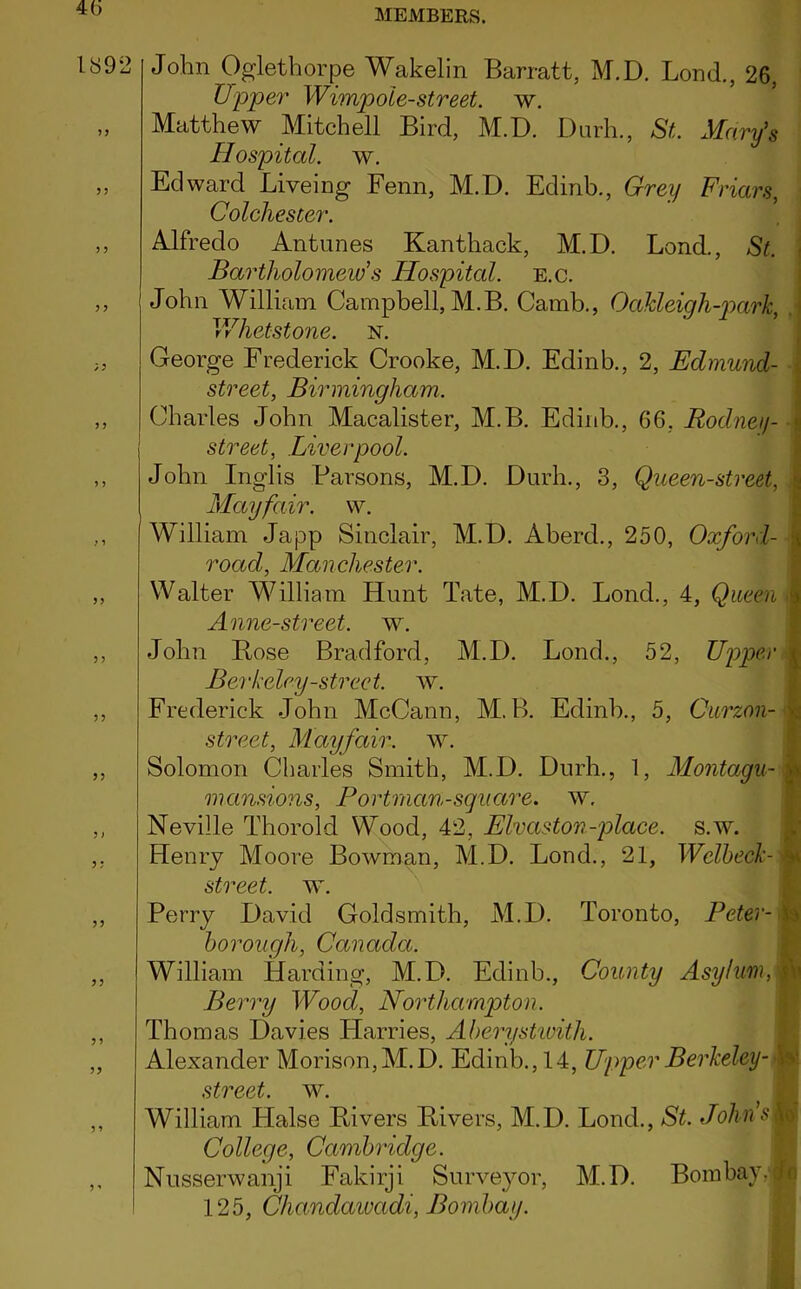 46
MEMBERS.
1892 John Oglethorpe Wakelin Barratt, M.D. Lond., 26,
Upper Wimpole-street. W.
,, Matthew Mitchell Bird, M.D. Durh., St. Mary's
Hospital. W.
,, Edward Liveing Fenn, M.D. Edinb., Grey Friars,
Colchester.
,, Alfredo Antunes Kanthack, M.D. Lond., St.
Bartholomew's Hospital. E.C.
,, John William Campbell, M.B. Camb., Oakleigh-park,
Whetstone. N.
,, George Frederick Crooke, M.D. Edinb., 2, Edmund-
street, Birmingham.
,, Charles John Macalister, M.B. Edinb., 66, Rodney-
street, Liverpool.
,, John Inglis Parsons, M.D. Durh., 3, Queen-street,
Mayfair. W.
,, William Japp Sinclair, M.D. Aberd., 250, Oxford-
road, Manchester.
,, Walter William Hunt Tate, M.D. Lond., 4, Queen
Anne-street. W.
,, John Rose Bradford, M.D. Lond., 52, Upper
Berkeley-street. W.
,, Frederick John McCann, M.B. Edinb., 5, Curzon-
street, Mayfair. W.
,, Solomon Charles Smith, M.D. Durh., 1, Montagu-
mansions, Portman-square. W.
,, Neville Thorold Wood, 42, Elvaston-place. S.W.
,, Henry Moore Bowman, M.D. Lond., 21, Welbeck-
street. W.
,, Perry David Goldsmith, M.D. Toronto, Peter-
borough, Canada.
,, William Harding, M.D. Edinb., County Asylum,
Berry Wood, Northampton.
,, Thomas Davies Harries, Aberystwith.
,, Alexander Morison, M.D. Edinb., 14, Upper Berkeley-
street. W.
,, William Halse Rivers Rivers, M.D. Lond., St. John's
College, Cambridge.
,, Nusserwanji Fakirji Surveyor, M.D. Bombay,
125, Chandawadi, Bombay.